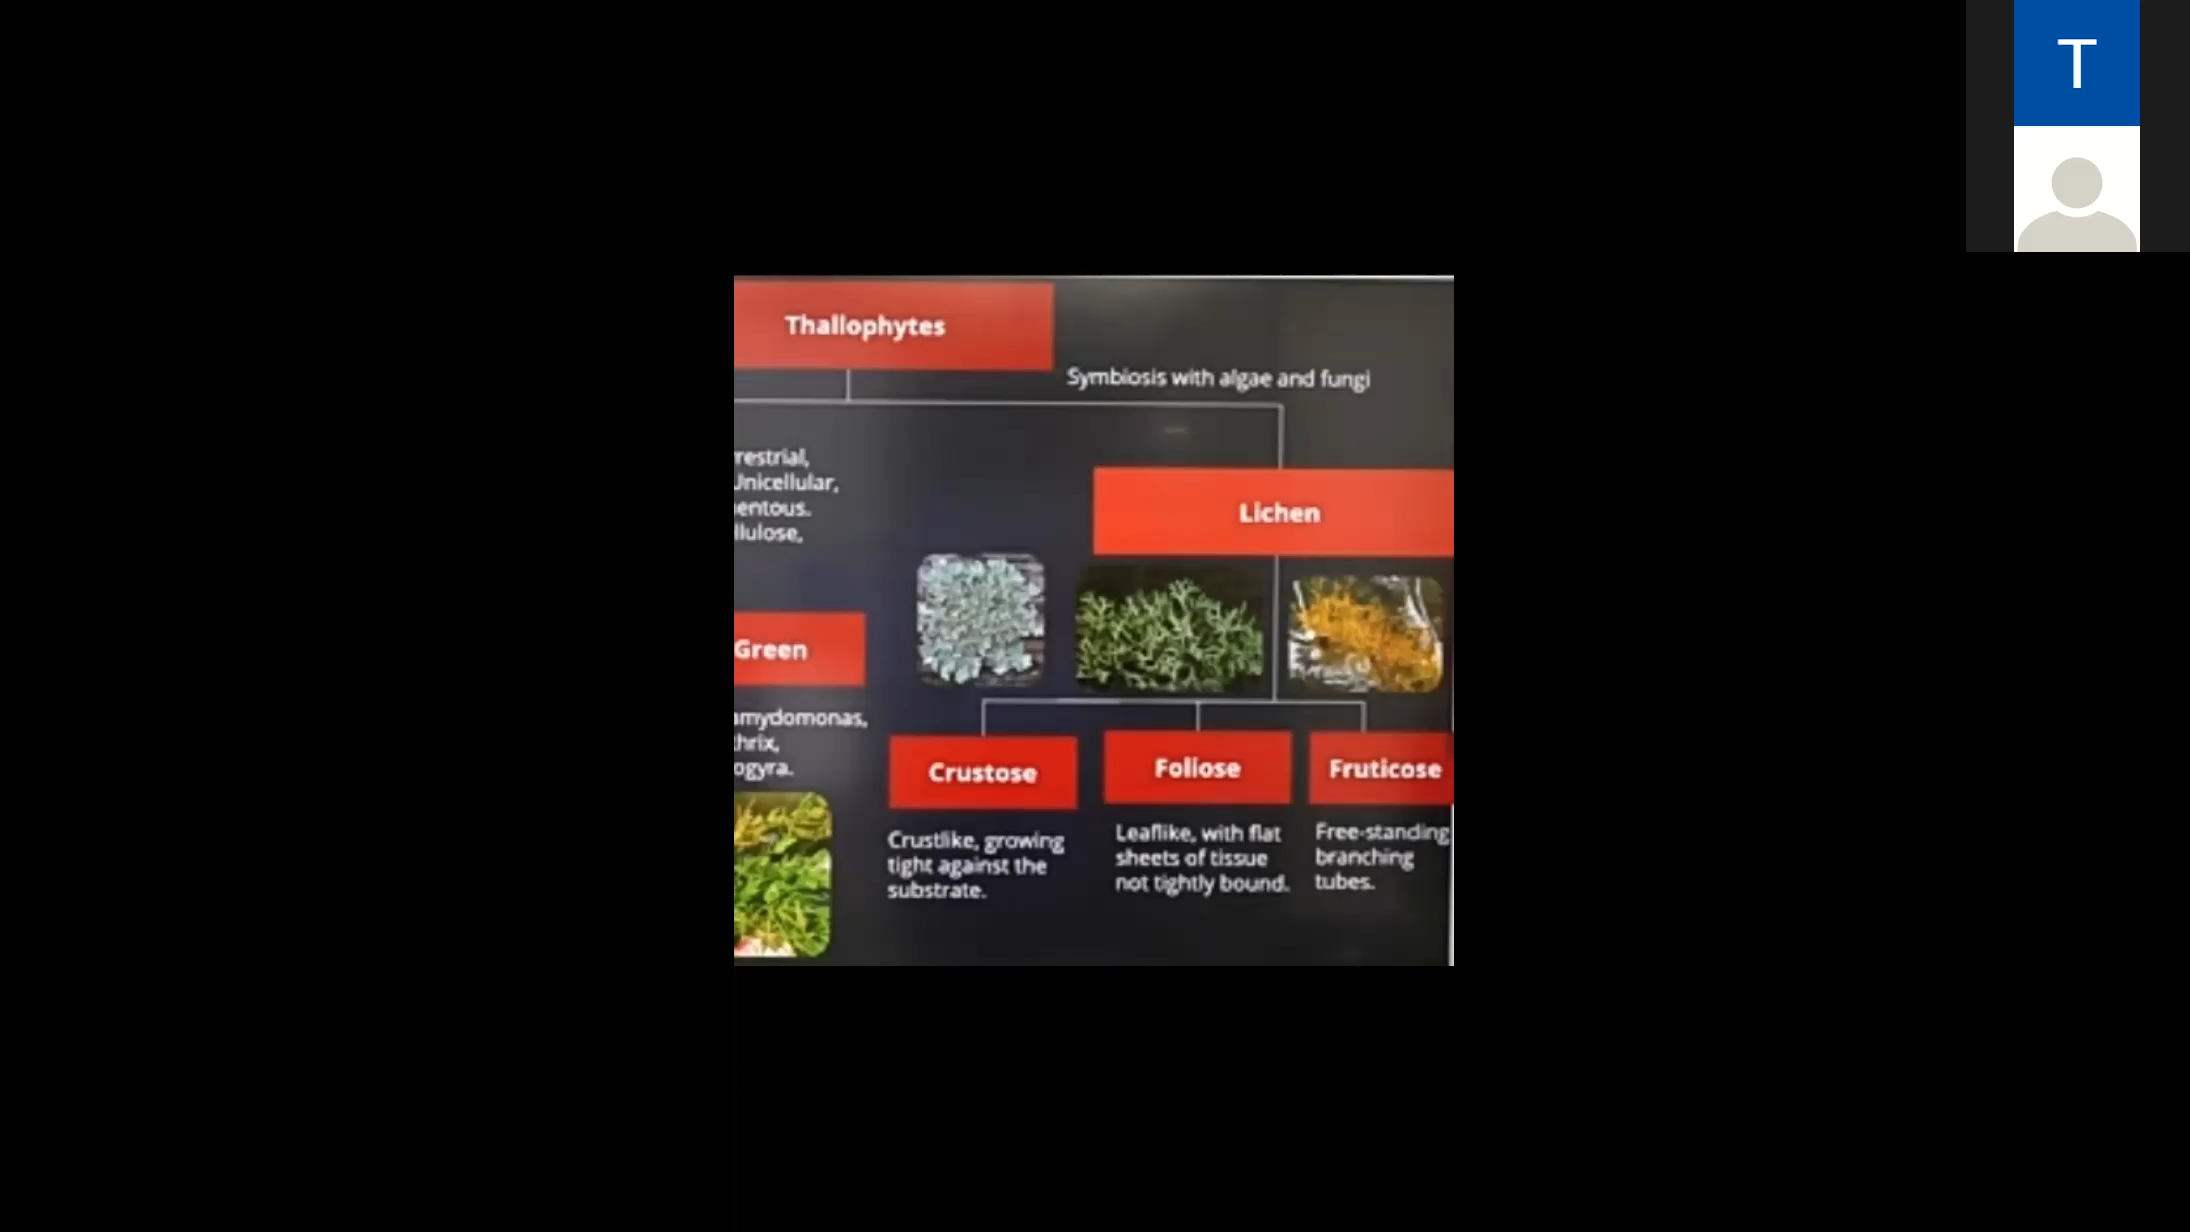 T
Thallophytes
Symbiosis with algae and fungi
Unicellular,
Lichen
Green
Crustose
Foliose
Fruticose
Crustlike, growing
tight against the
substrate.
Leaflike, with flat
sheets of tissue
not tightly bound.
Free-standing
branching
tubes.